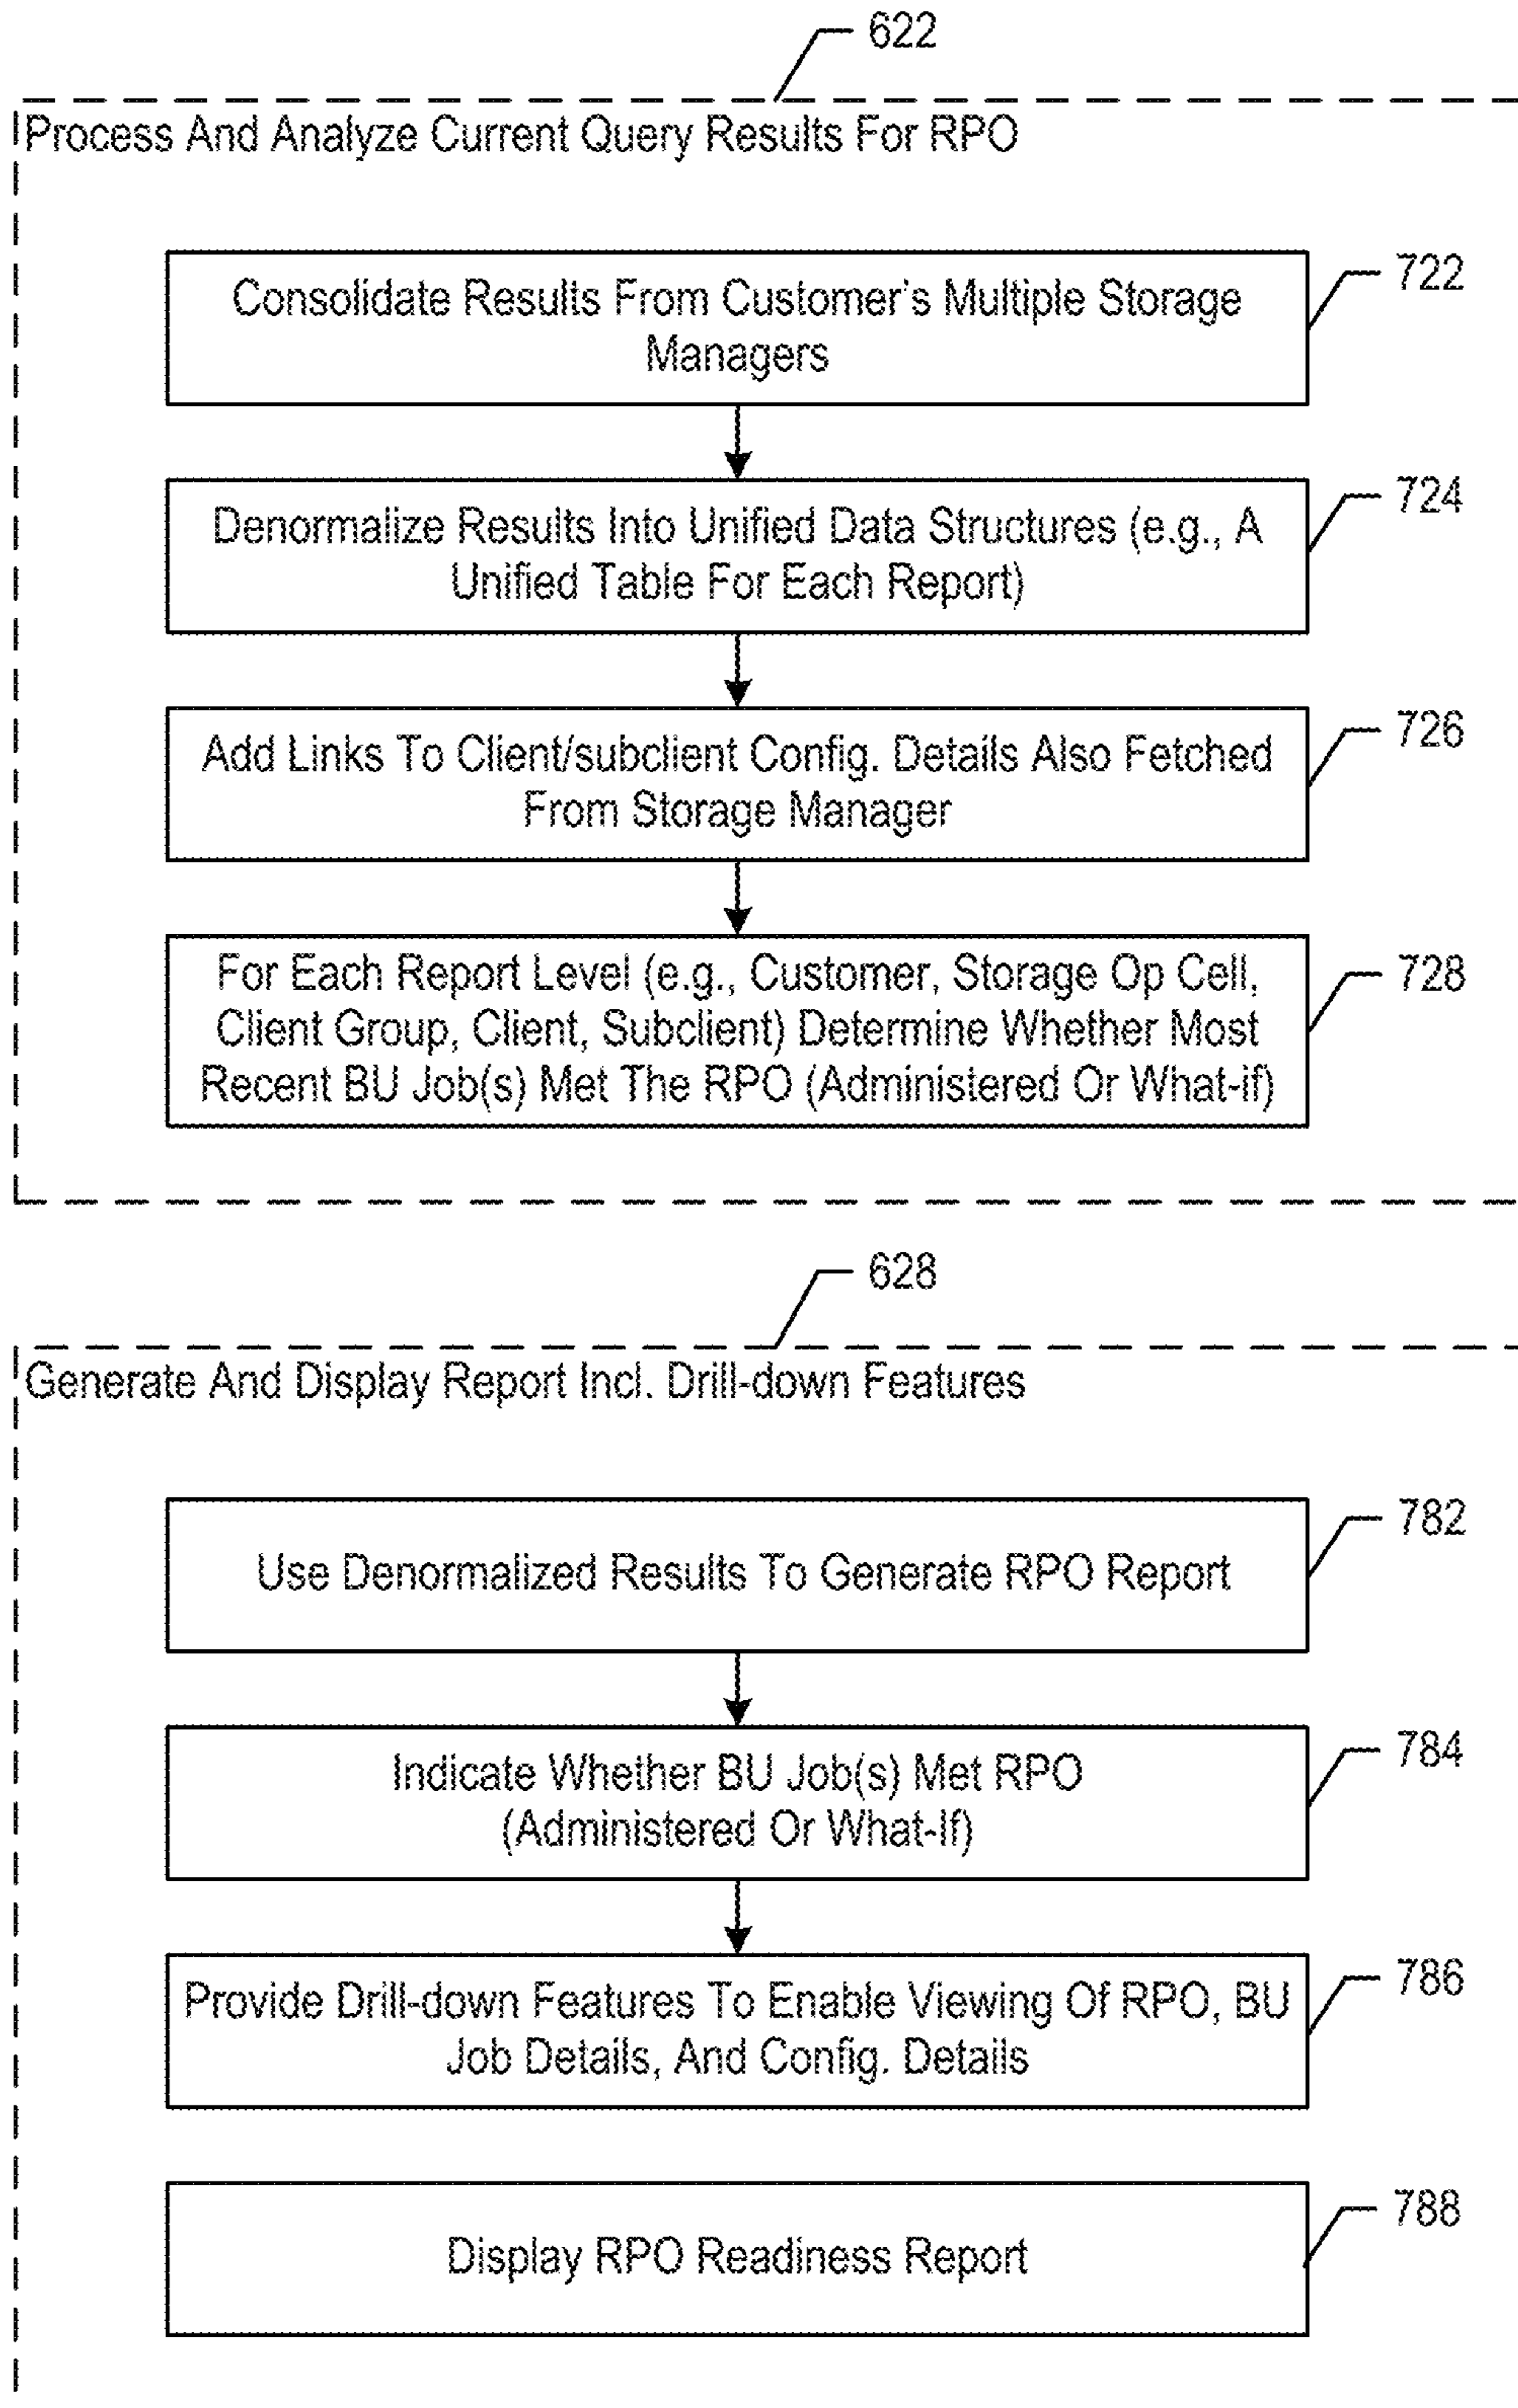 622
Process And Analyze Current Query Results For RPO
722
Consolidate Results From Customer's Multiple Storage
Managers
724
Denormalize Results Into Unified Data Structures (e.g., A
Unified Table For Each Report)
726
Add Links To Client/subclient Config. Details Also Fetched
From Storage Manager
728
For Each Report Level (e.g., Customer, Storage Op Cell,
Client Group, Client, Subclient) Determine Whether Most
Recent BU Job(s) Met The RPO (Administered Or What-if)
628
Generate And Display Report Incl. Drill-down Features
782
Use Denormalized Results To Generate RPO Report
784
Indicate Whether BU Job(s) Met RPO
(Administered Or What-If)
786
Provide Drill-down Features To Enable Viewing Of RPO, BU
Job Details, And Config. Details
788
Display RPO Readiness Report